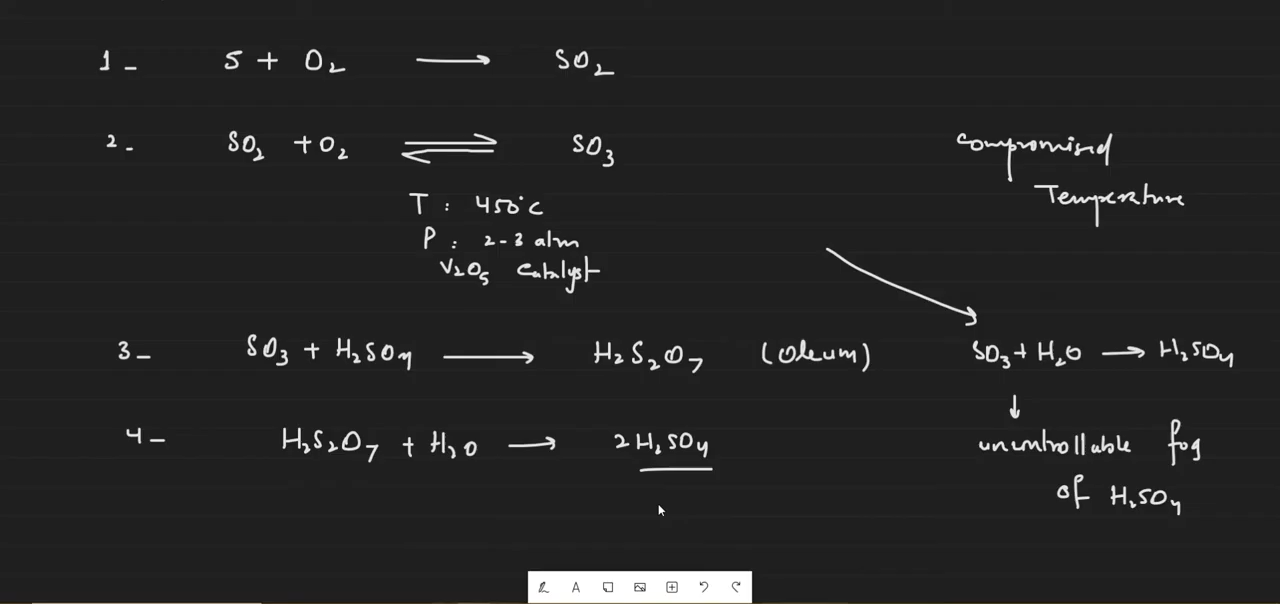 1 - S + O₂ ⟶ SO₂
2 - SO₂ + O₂ ⇌ SO₃
Compromised
Temperature
T : 450°C
P : 2-3 atm
V₂O₅ Catalyst
3 - SO₃ + H₂SO₄ ⟶ H₂S₂O₇ (Oleum)
SO₃ + H₂O ⟶ H₂SO₄
↓
4 - H₂S₂O₇ + H₂O ⟶ 2H₂SO₄
uncontrollable fog
of H₂SO₄
A